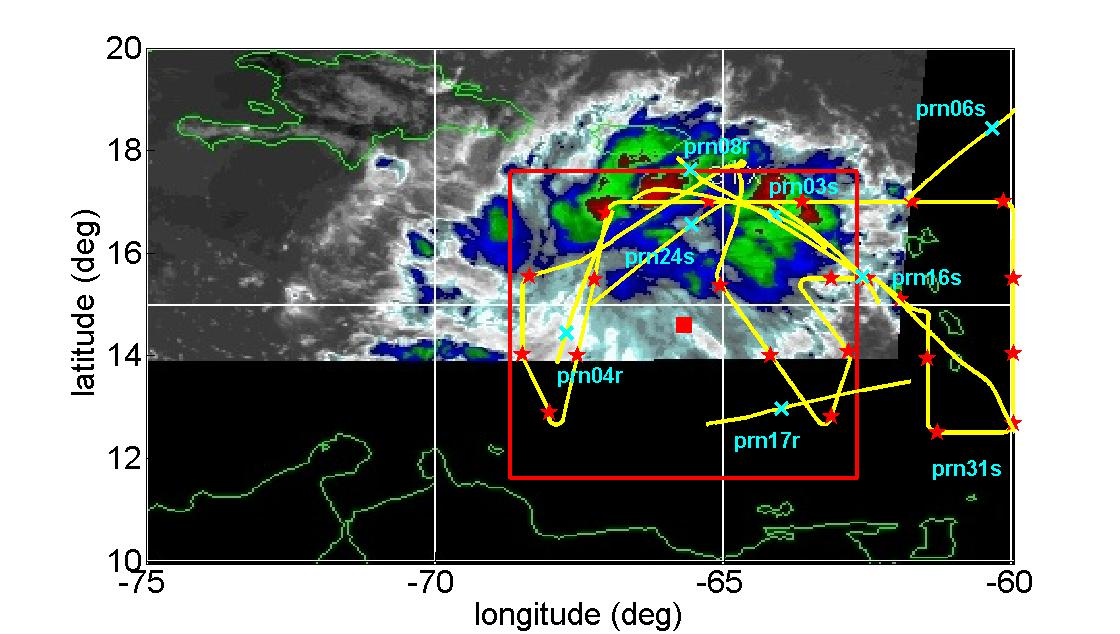 20
prn06s
18
prn08r
prn03s
latitude (deg)
16
prn24s
prn16s
14
prn04r
prn17r
12
prn31s
10
-75
-70
-65
-60
longitude (deg)